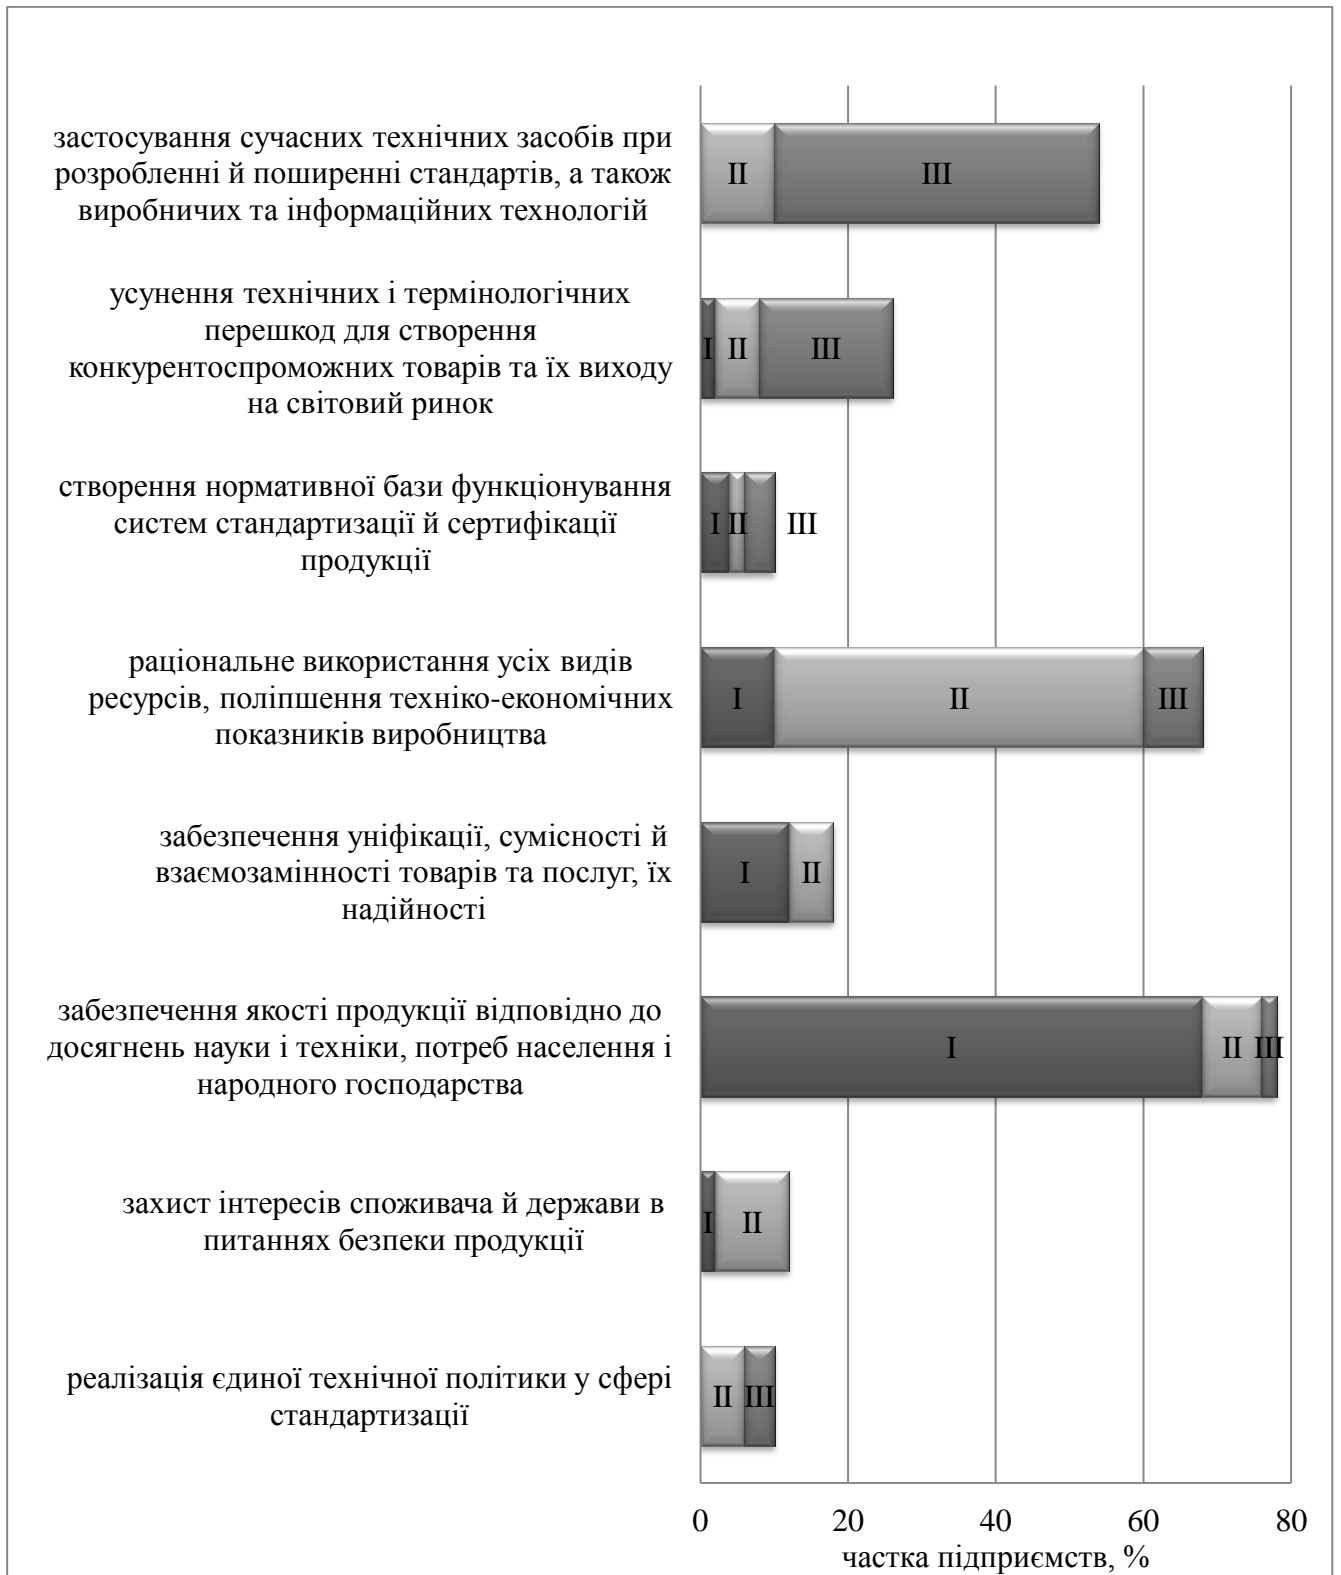 застосування сучасних технічних засобів при
розробленні й поширенні стандартів, а також
виробничих та інформаційних технологій
II III
усунення технічних і термінологічних
перешкод для створення
конкурентоспроможних товарів та їх виходу
на світовий ринок
I II III
створення нормативної бази функціонування
систем стандартизації й сертифікації
продукції
I II III
раціональне використання усіх видів
ресурсів, поліпшення техніко-економічних
показників виробництва
I II III
забезпечення уніфікації, сумісності й
взаємозамінності товарів та послуг, їх
надійності
I II
забезпечення якості продукції відповідно до
досягнень науки і техніки, потреб населення і
народного господарства
I II III
захист інтересів споживача й держави в
питаннях безпеки продукції
I II
реалізація єдиної технічної політики у сфері
стандартизації
II III
0 20 40 60 80
частка підприємств, %